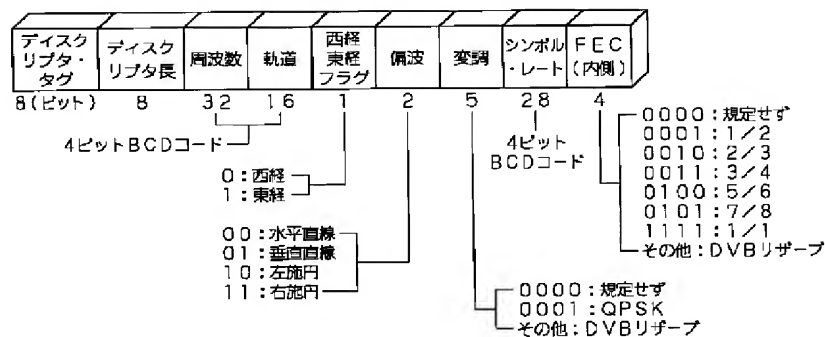 ディスク
リプタ・
タグ
ディスク
リプタ長
周波数
軌道
西経
東経
フラグ
偏波
変調
シンボル
・レート
FEC
(内側)
8(ビット)
8
32
16
1
2
5
28
4
4ビットBCDコード
4ビット
BCDコード
0:西経
1:東経
00:水平直線
01:垂直直線
10:左施円
11:右施円
0000:規定せず
0001:QPSK
その他:DVBリザーブ
0000:規定せず
0001:1/2
0010:2/3
0011:3/4
0100:5/6
0101:7/8
1111:1/1
その他:DVBリザーブ